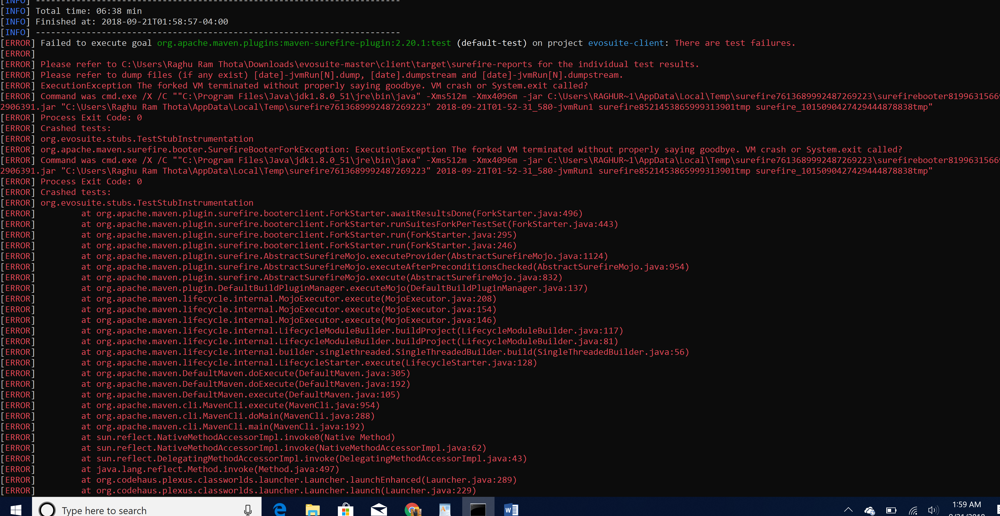 [INFO] ------------------------------------------------------------------------
[INFO] Total time: 06:38 min
[INFO] Finished at: 2018-09-21T01:58:57-04:00
[INFO] ------------------------------------------------------------------------
[ERROR] Failed to execute goal org.apache.maven.plugins:maven-surefire-plugin:2.20.1:test (default-test) on project evosuite-client: There are test failures.
[ERROR]
[ERROR] Please refer to C:\Users\Raghu Ram Thota\Downloads\evosuite-master\client\target\surefire-reports for the individual test results.
[ERROR] Please refer to dump files (if any exist) [date]-jvmRun[N].dump, [date].dumpstream and [date]-jvmRun[N].dumpstream.
[ERROR] ExecutionException The forked VM terminated without properly saying goodbye. VM crash or System.exit called?
[ERROR] Command was cmd.exe /X /C ""C:\Program Files\Java\jdk1.8.0_51\jre\bin\java" -Xms512m -Xmx4096m -jar C:\Users\RAGHUR~1\AppData\Local\Temp\surefire7613689992487269223\surefirebooter8199631566
2906391.jar "C:\Users\Raghu Ram Thota\AppData\Local\Temp\surefire7613689992487269223" 2018-09-21T01-52-31_580-jvmRun1 surefire8521453865999313901tmp surefire_10150904274294448788​38tmp"
[ERROR] Process Exit Code: 0
[ERROR] Crashed tests:
[ERROR] org.evosuite.stubs.TestStubInstrumentation
[ERROR] org.apache.maven.surefire.booter.SurefireBooterForkException: ExecutionException The forked VM terminated without properly saying goodbye. VM crash or System.exit called?
[ERROR] Command was cmd.exe /X /C ""C:\Program Files\Java\jdk1.8.0_51\jre\bin\java" -Xms512m -Xmx4096m -jar C:\Users\RAGHUR~1\AppData\Local\Temp\surefire7613689992487269223\surefirebooter8199631566
2906391.jar "C:\Users\Raghu Ram Thota\AppData\Local\Temp\surefire7613689992487269223" 2018-09-21T01-52-31_580-jvmRun1 surefire8521453865999313901tmp surefire_1015090427429444878838tmp"
[ERROR] Process Exit Code: 0
[ERROR] Crashed tests:
[ERROR] org.evosuite.stubs.TestStubInstrumentation
[ERROR] at org.apache.maven.plugin.surefire.booterclient.ForkStarter.awaitResultsDone(ForkStarter.java:496)
[ERROR] at org.apache.maven.plugin.surefire.booterclient.ForkStarter.runSuitesForkPerTestSet(ForkStarter.java:443)
[ERROR] at org.apache.maven.plugin.surefire.booterclient.ForkStarter.run(ForkStarter.java:295)
[ERROR] at org.apache.maven.plugin.surefire.booterclient.ForkStarter.run(ForkStarter.java:246)
[ERROR] at org.apache.maven.plugin.surefire.AbstractSurefireMojo.executeProvider(AbstractSurefireMojo.java:1124)
[ERROR] at org.apache.maven.plugin.surefire.AbstractSurefireMojo.executeAfterPreconditionsChecked(AbstractSurefireMojo.java:954)
[ERROR] at org.apache.maven.plugin.surefire.AbstractSurefireMojo.execute(AbstractSurefireMojo.java:832)
[ERROR] at org.apache.maven.plugin.DefaultBuildPluginManager.executeMojo(DefaultBuildPluginManager.java:137)
[ERROR] at org.apache.maven.lifecycle.internal.MojoExecutor.execute(MojoExecutor.java:208)
[ERROR] at org.apache.maven.lifecycle.internal.MojoExecutor.execute(MojoExecutor.java:154)
[ERROR] at org.apache.maven.lifecycle.internal.MojoExecutor.execute(MojoExecutor.java:146)
[ERROR] at org.apache.maven.lifecycle.internal.LifecycleModuleBuilder.buildProject(LifecycleModuleBuilder.java:117)
[ERROR] at org.apache.maven.lifecycle.internal.LifecycleModuleBuilder.buildProject(LifecycleModuleBuilder.java:81)
[ERROR] at org.apache.maven.lifecycle.internal.builder.singlethreaded.SingleThreadedBuilder.build(SingleThreadedBuilder.java:56)
[ERROR] at org.apache.maven.lifecycle.internal.LifecycleStarter.execute(LifecycleStarter.java:128)
[ERROR] at org.apache.maven.DefaultMaven.doExecute(DefaultMaven.java:305)
[ERROR] at org.apache.maven.DefaultMaven.doExecute(DefaultMaven.java:192)
[ERROR] at org.apache.maven.DefaultMaven.execute(DefaultMaven.java:105)
[ERROR] at org.apache.maven.cli.MavenCli.execute(MavenCli.java:954)
[ERROR] at org.apache.maven.cli.MavenCli.doMain(MavenCli.java:288)
[ERROR] at org.apache.maven.cli.MavenCli.main(MavenCli.java:192)
[ERROR] at sun.reflect.NativeMethodAccessorImpl.invoke0(Native Method)
[ERROR] at sun.reflect.NativeMethodAccessorImpl.invoke(NativeMethodAccessorImpl.java:62)
[ERROR] at sun.reflect.DelegatingMethodAccessorImpl.invoke(DelegatingMethodAccessorImpl.java:43)
[ERROR] at java.lang.reflect.Method.invoke(Method.java:497)
[ERROR] at org.codehaus.plexus.classworlds.launcher.Launcher.launchEnhanced(Launcher.java:289)
[ERROR] at org.codehaus.plexus.classworlds.launcher.Launcher.launch(Launcher.java:229)
Type here to search
1:59 AM